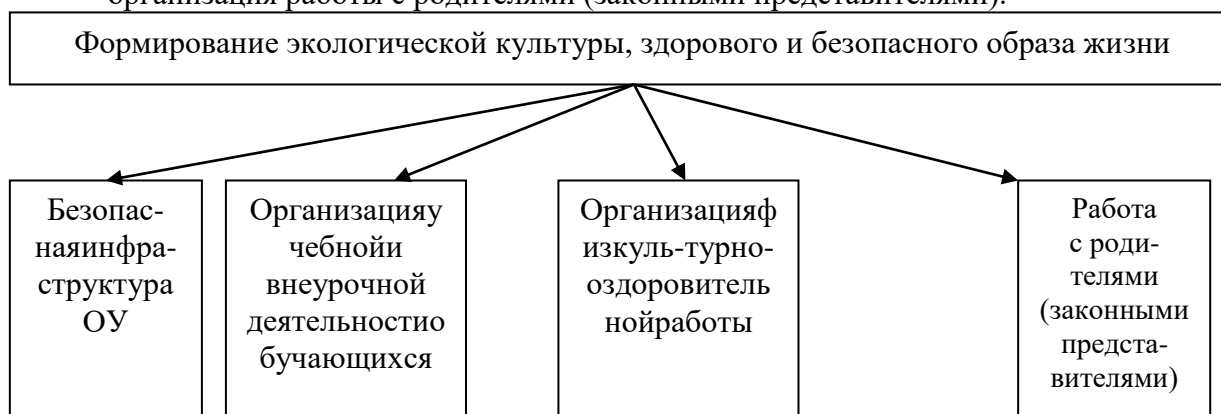 организация работы с родителями (законными представителями).
Формирование экологической культуры, здорового и безопасного образа жизни
Безопас-
наяинфра-
структура
ОУ
Организацияу
чебнойи
внеурочной
деятельностио
бучающихся
Организацияф
изкуль-турно-
оздоровитель
нойработы
Работа
с роди-
телями
(законными
предста-
вителями)